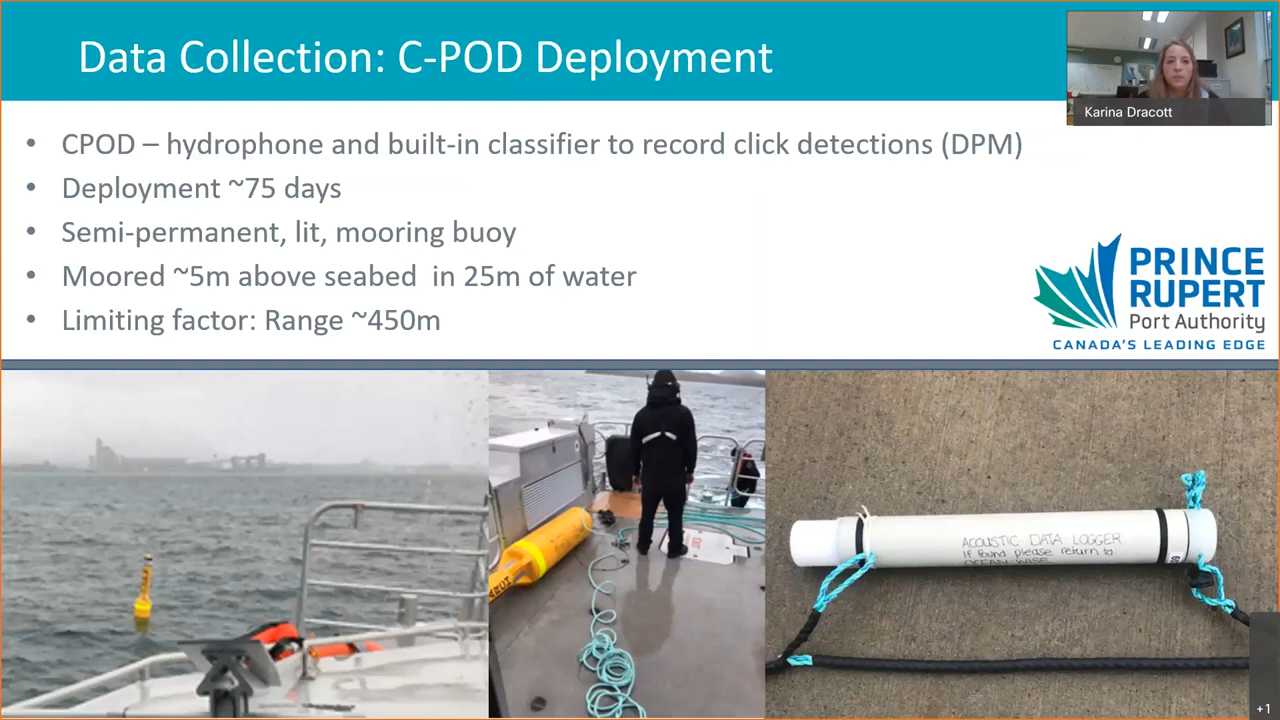 Data Collection: C-POD Deployment
Karina Dracott
• CPOD – hydrophone and built-in classifier to record click detections (DPM)
• Deployment ~75 days
• Semi-permanent, lit, mooring buoy
• Moored ~5m above seabed in 25m of water
• Limiting factor: Range ~450m
PRINCE
RUPERT
Port Authority
CANADA'S LEADING EDGE
ACOUSTIC DATA LOGGER
If found please return to
OCEAN WISE
+1